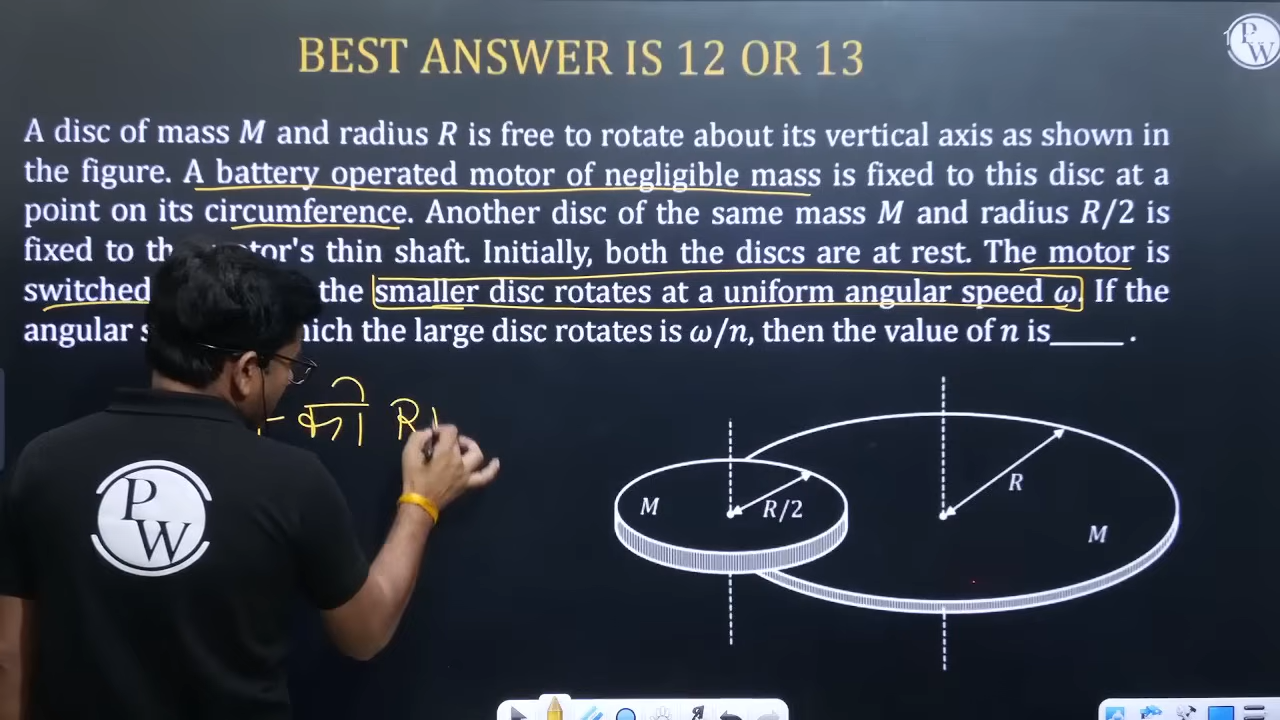 BEST ANSWER IS 12 OR 13
PW
A disc of mass M and radius R is free to rotate about its vertical axis as shown in
the figure. A battery operated motor of negligible mass is fixed to this disc at a
point on its circumference. Another disc of the same mass M and radius R/2 is
fixed to motor's thin shaft. Initially, both the discs are at rest. The motor is
switched the smaller disc rotates at a uniform angular speed ω. If the
angular which the large disc rotates is ω/n, then the value of n is_____ .
को R
M R/2
R
M
PW